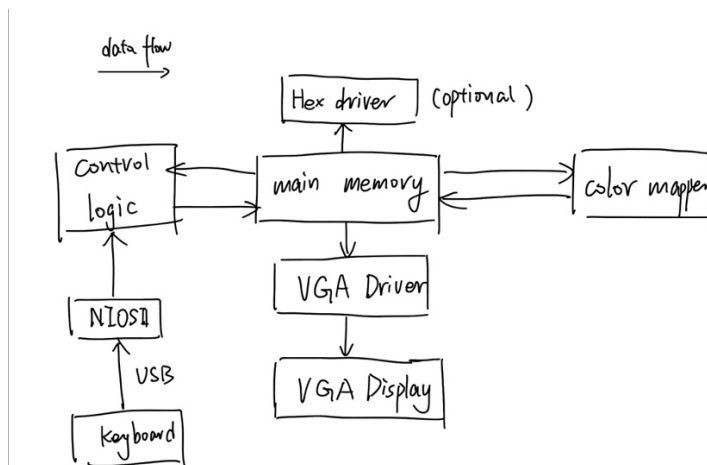 data flow
Hex driver (optional)
control
logic
main memory
color mapper
VGA Driver
NIOSII
USB
VGA Display
keyboard